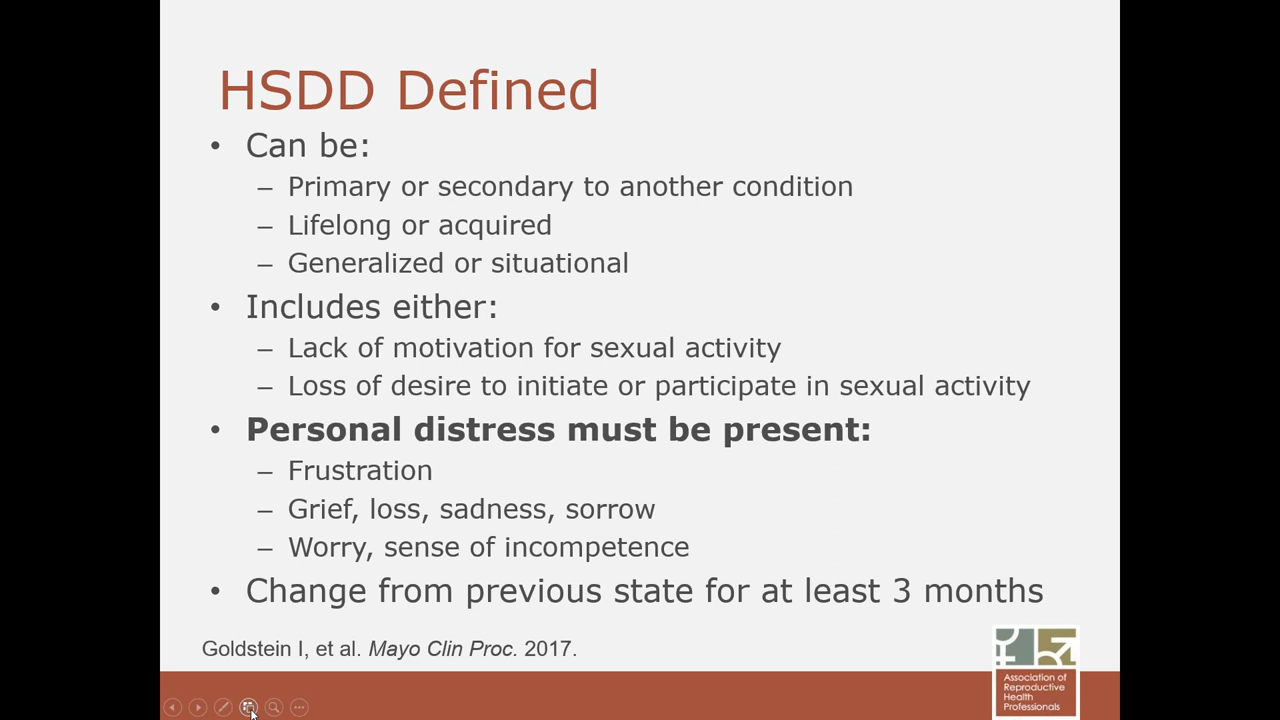 HSDD Defined
• Can be:
– Primary or secondary to another condition
– Lifelong or acquired
– Generalized or situational
• Includes either:
– Lack of motivation for sexual activity
– Loss of desire to initiate or participate in sexual activity
• Personal distress must be present:
– Frustration
– Grief, loss, sadness, sorrow
– Worry, sense of incompetence
• Change from previous state for at least 3 months
Goldstein I, et al. Mayo Clin Proc. 2017.
Association of
Reproductive
Health
Professionals